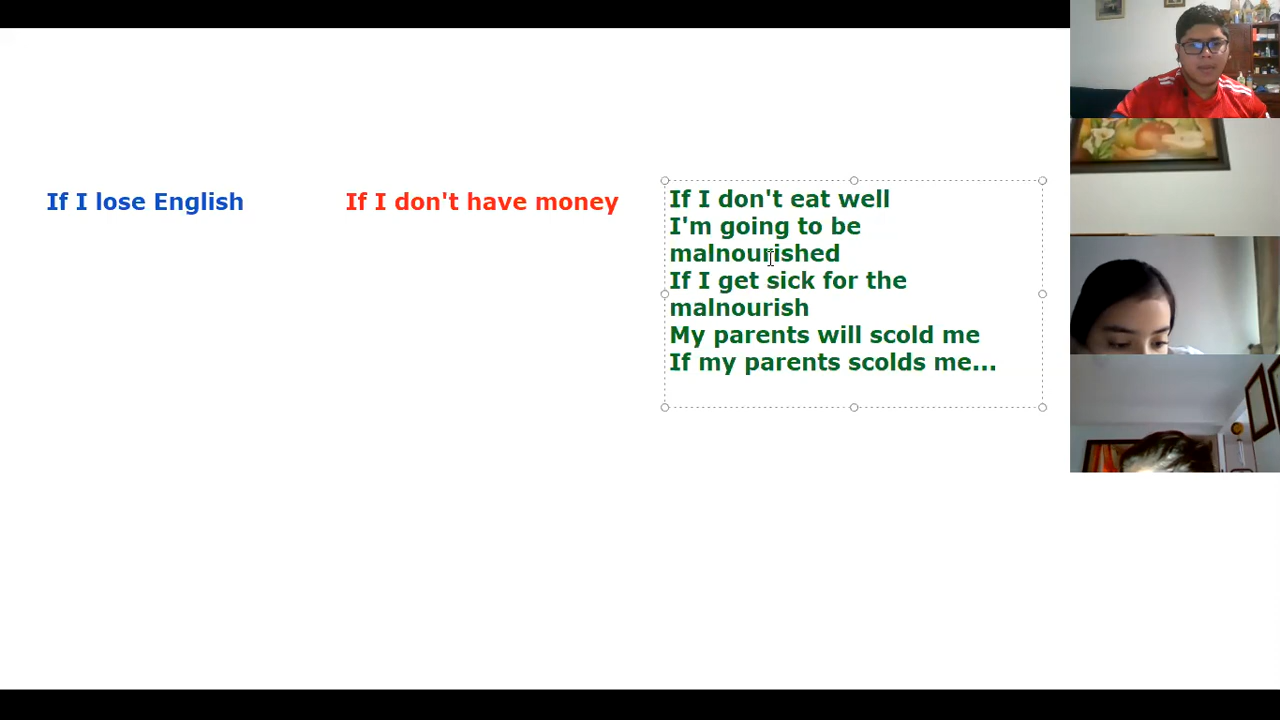 If I lose English
If I don't have money
If I don't eat well
I'm going to be
malnourished
If I get sick for the
malnourish
My parents will scold me
If my parents scolds me...